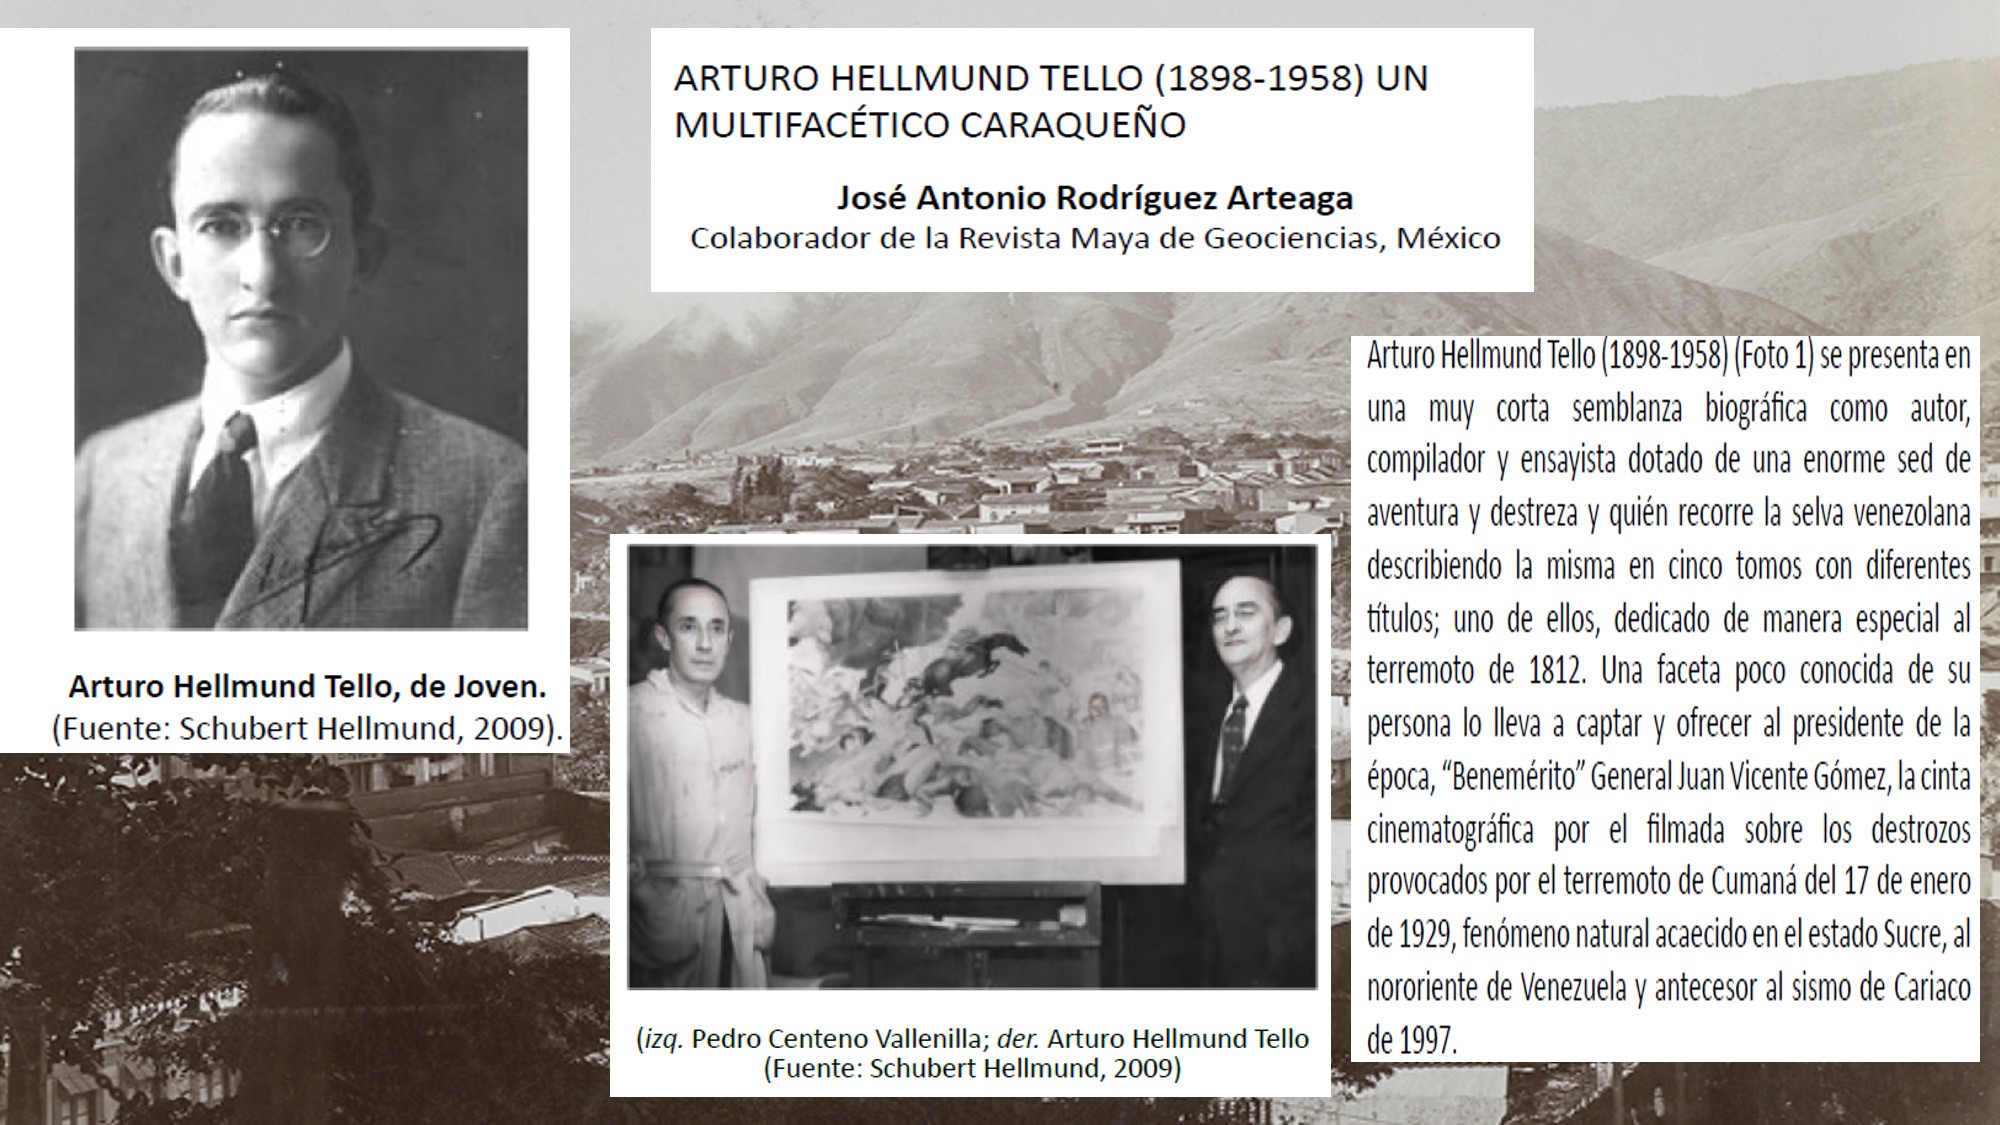 ARTURO HELLMUND TELLO (1898-1958) UN
MULTIFACÉTICO CARAQUEÑO
José Antonio Rodríguez Arteaga
Colaborador de la Revista Maya de Geociencias, México
Arturo Hellmund Tello, de Joven.
(Fuente: Schubert Hellmund, 2009).
(izq. Pedro Centeno Vallenilla; der. Arturo Hellmund Tello
(Fuente: Schubert Hellmund, 2009)
Arturo Hellmund Tello (1898-1958) (Foto 1) se presenta en
una muy corta semblanza biográfica como autor,
compilador y ensayista dotado de una enorme sed de
aventura y destreza y quién recorre la selva venezolana
describiendo la misma en cinco tomos con diferentes
títulos; uno de ellos, dedicado de manera especial al
terremoto de 1812. Una faceta poco conocida de su
persona lo lleva a captar y ofrecer al presidente de la
época, “Benemérito” General Juan Vicente Gómez, la cinta
cinematográfica por el filmada sobre los destrozos
provocados por el terremoto de Cumaná del 17 de enero
de 1929, fenómeno natural acaecido en el estado Sucre, al
nororiente de Venezuela y antecesor al sismo de Cariaco
de 1997.